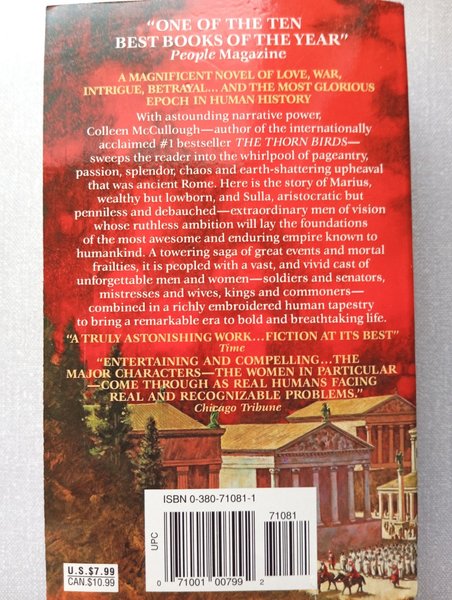 "ONE OF THE TEN
BEST BOOKS OF THE YEAR"
People Magazine
A MAGNIFICENT NOVEL OF LOVE, WAR,
INTRIGUE, BETRAYAL...AND THE MOST GLORIOUS
EPOCH IN HUMAN HISTORY
With astounding narrative power,
Colleen McCullough—author of the internationally
acclaimed #1 bestseller THE THORN BIRDS—
sweeps the reader into the whirlpool of pageantry,
passion, splendor, chaos and earth-shattering upheaval
that was ancient Rome. Here is the story of Marius,
wealthy but lowborn, and Sulla, aristocratic but
penniless and debauched—extraordinary men of vision
whose ruthless ambition will lay the foundations
of the most awesome and enduring empire known to
humankind. A towering saga of great events and mortal
frailties, it is peopled with a vast, and vivid cast of
unforgettable men and women—soldiers and senators,
mistresses and wives, kings and commoners—
combined in a richly embroidered human tapestry
to bring a remarkable era to bold and breathtaking life.
"A TRULY ASTONISHING WORK...FICTION AT ITS BEST"
Time
"ENTERTAINING AND COMPELLING...THE
MAJOR CHARACTERS—THE WOMEN IN PARTICULAR
—COME THROUGH AS REAL HUMANS FACING
REAL AND RECOGNIZABLE PROBLEMS."
Chicago Tribune
ISBN 0-380-71081-1
71081
UPC
U.S.$7.99
CAN.$10.99
0 71001 00799 2